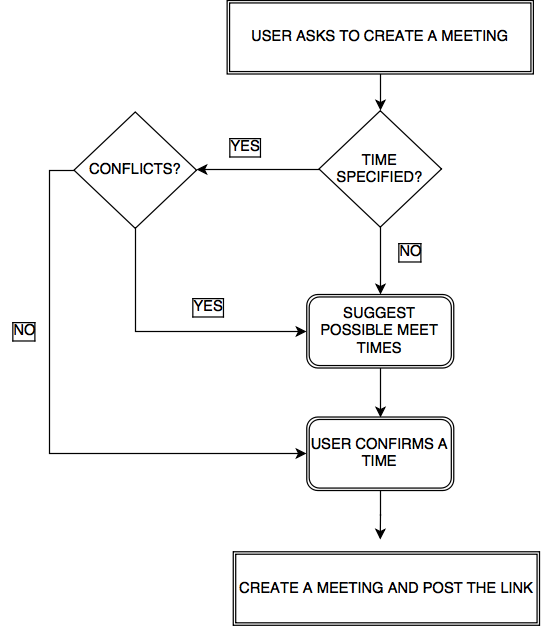 USER ASKS TO CREATE A MEETING
YES
CONFLICTS?
TIME
SPECIFIED?
NO
YES
SUGGEST
POSSIBLE MEET
TIMES
NO
USER CONFIRMS A
TIME
CREATE A MEETING AND POST THE LINK